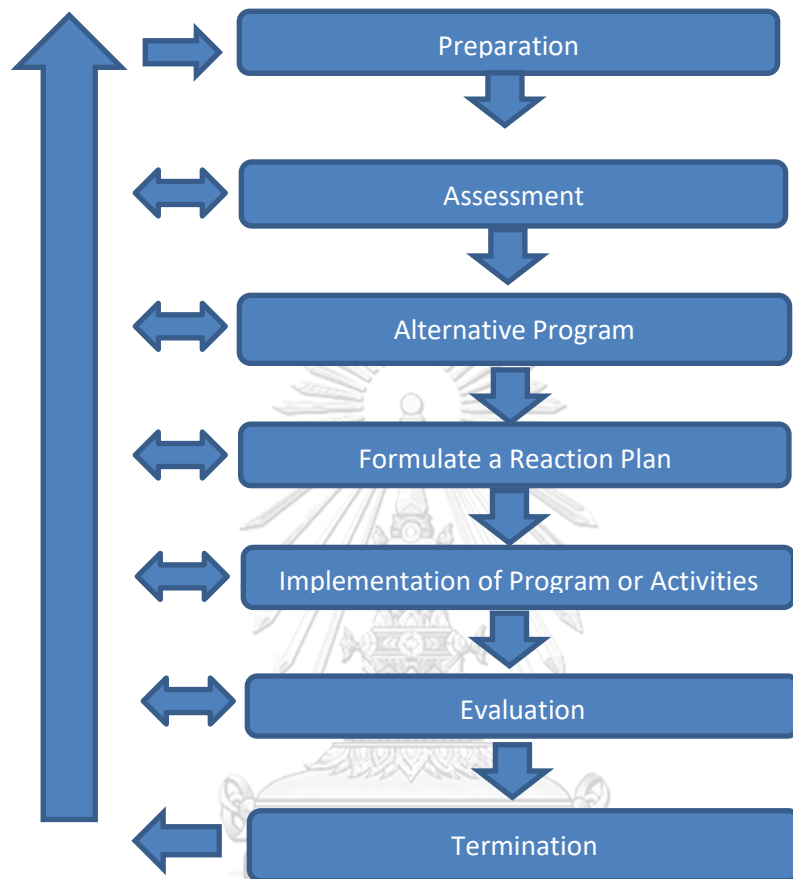 Preparation
Assessment
Alternative Program
Formulate a Reaction Plan
Implementation of Program or Activities
Evaluation
Termination